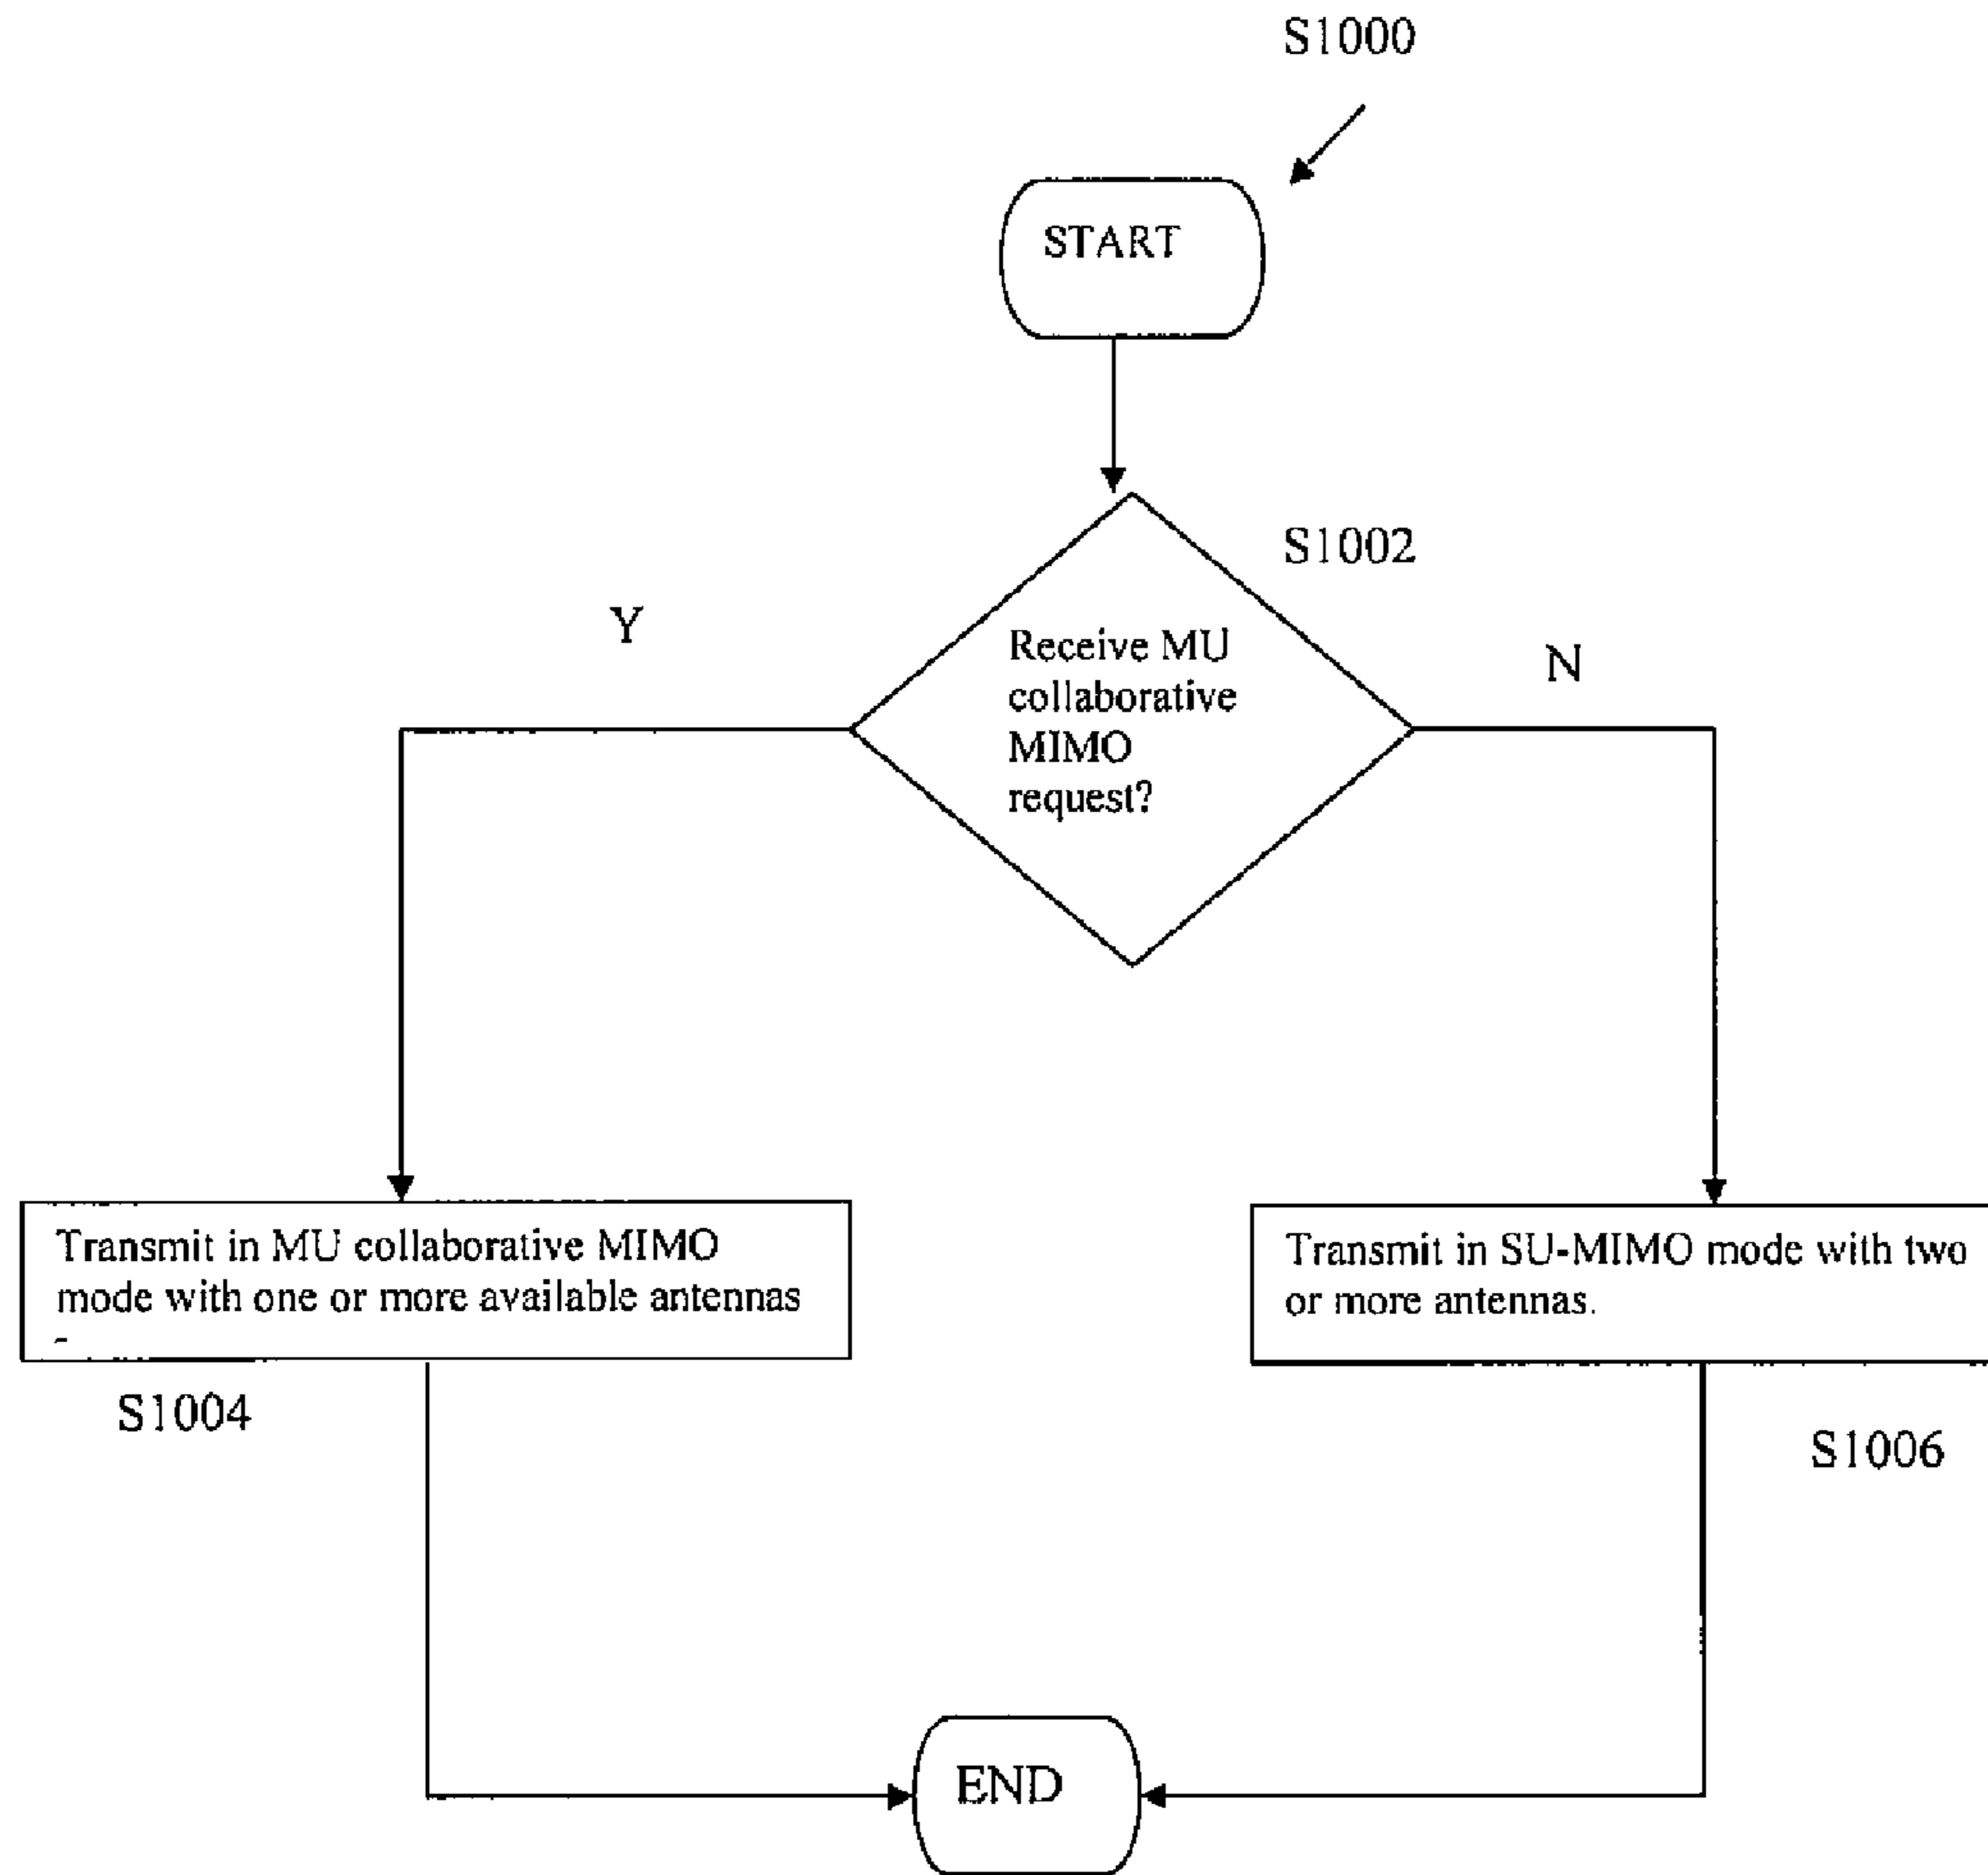 S1000
START
S1002
Y
N
Receive MU
collaborative
MIMO
request?
Transmit in MU collaborative MIMO
mode with one or more available antennas
-
S1004
Transmit in SU-MIMO mode with two
or more antennas.
S1006
END